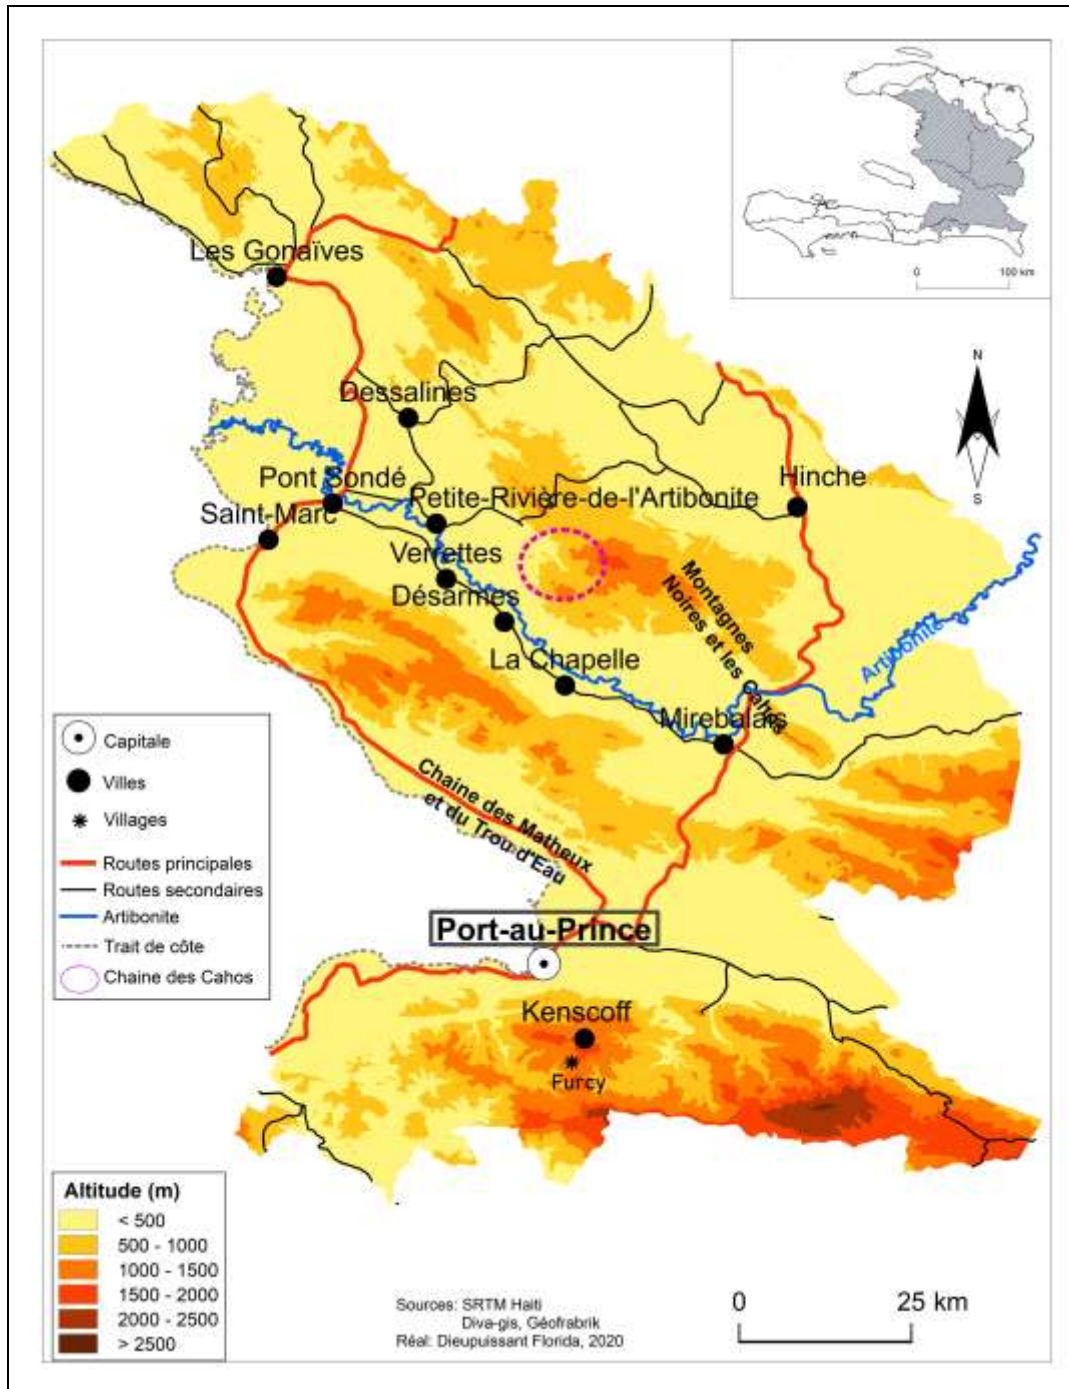 0 100 km
N
S
Les Gonaïves
Dessalines
Pont Sondé
Hinche
Petite-Rivière-de-l'Artibonite
Saint-Marc
Verrettes
Désarmes
Montagnes
Noires et les Cahos
Artibonite
La Chapelle
Mirebalais
Chaine des Matheux
et du Trou d'Eau
Port-au-Prince
Kenscoff
Furcy
Capitale
Villes
Villages
Routes principales
Routes secondaires
Artibonite
Trait de côte
Chaine des Cahos
Altitude (m)
< 500
500 - 1000
1000 - 1500
1500 - 2000
2000 - 2500
> 2500
Sources: SRTM Haiti
Diva-gis, Géofrabrik
Réal: Dieupuissant Florida, 2020
0 25 km